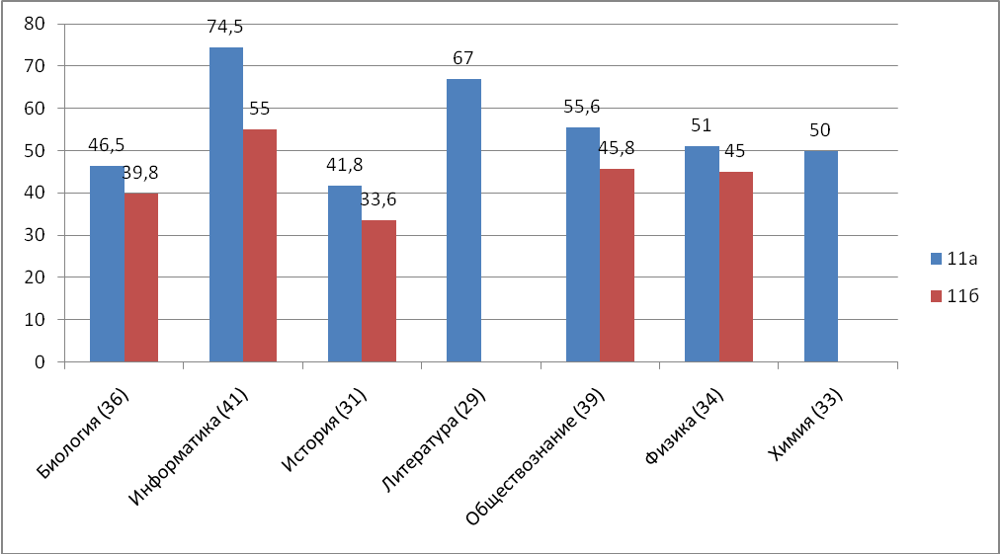 80
70
60
50
40
30
20
10
0
46,5
39,8
74,5
55
41,8
33,6
67
55,6
45,8
51
45
50
Биология (36)
Информатика (41)
История (31)
Литература (29)
Обществознание (39)
Физика (34)
Химия (33)
11а
11б